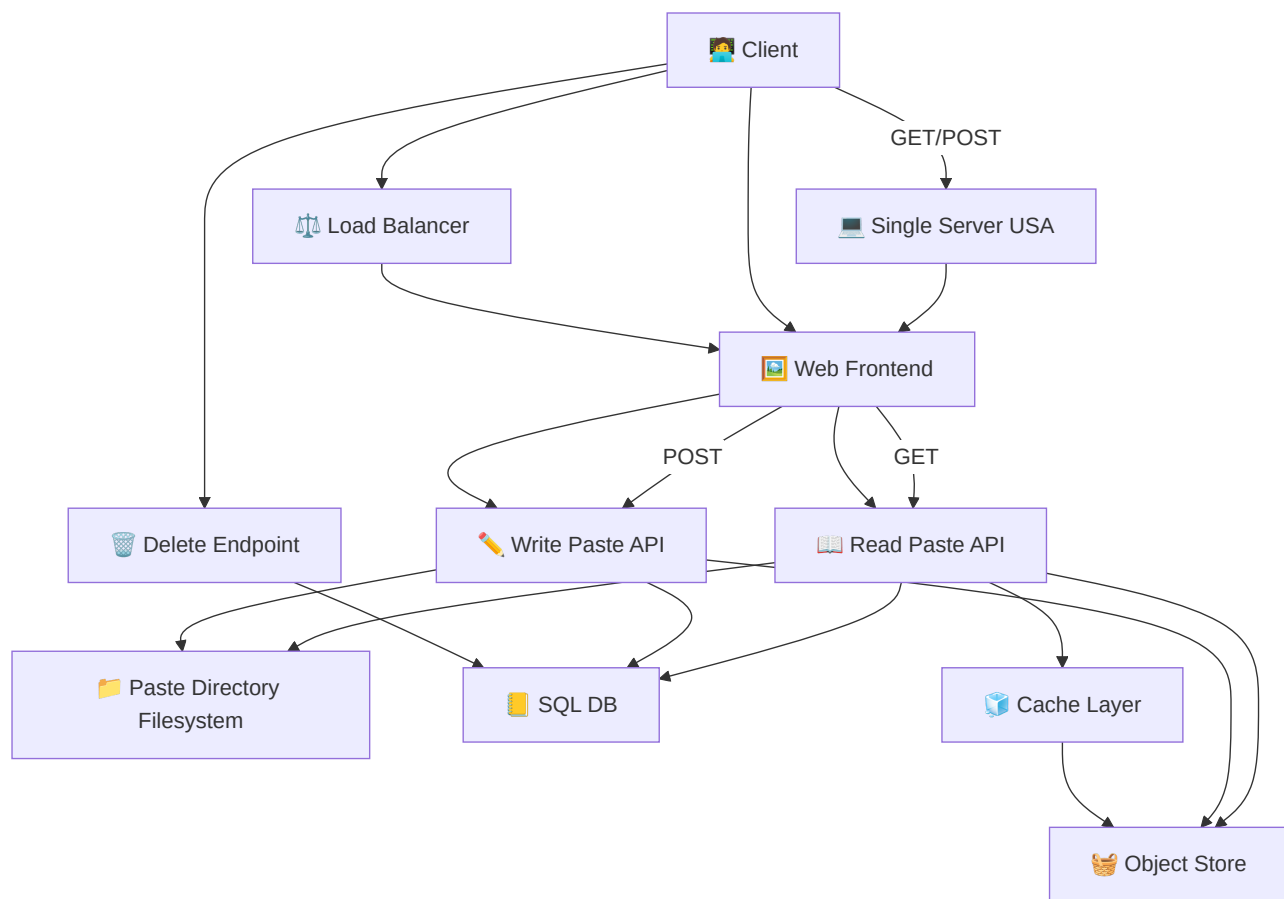 🧑‍💻 Client
GET/POST
⚖️ Load Balancer
💻 Single Server USA
🖼️ Web Frontend
POST
GET
🗑️ Delete Endpoint
✏️ Write Paste API
📖 Read Paste API
📁 Paste Directory
Filesystem
📒 SQL DB
🧊 Cache Layer
🧺 Object Store